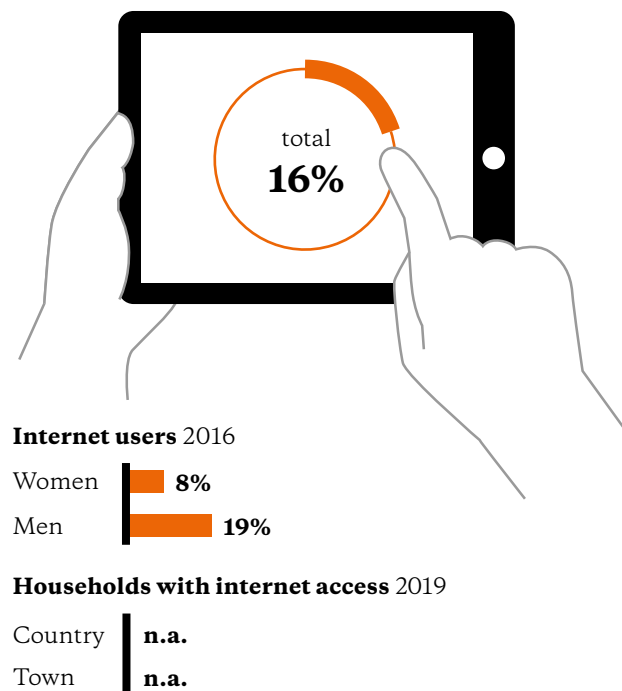 total
16%
Internet users 2016
Women 8%
Men 19%
Households with internet access 2019
Country n.a.
Town n.a.